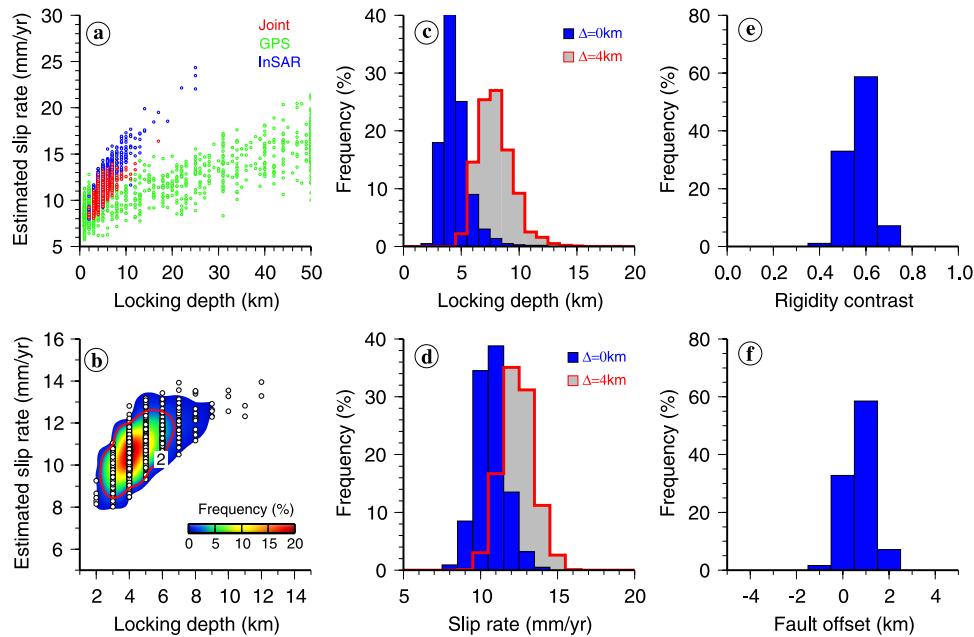 a
Joint
GPS
InSAR
Estimated slip rate (mm/yr)
30
25
20
15
10
5
0 10 20 30 40 50
Locking depth (km)
c
Δ=0km
Δ=4km
Frequency (%)
40
30
20
10
0
0 5 10 15 20
Locking depth (km)
e
Frequency (%)
80
60
40
20
0
0.0 0.2 0.4 0.6 0.8 1.0
Rigidity contrast
b
Estimated slip rate (mm/yr)
16
14
12
10
8
6
2
Frequency (%)
0 5 10 15 20
2 4 6 8 10 12 14
Locking depth (km)
d
Δ=0km
Δ=4km
Frequency (%)
40
30
20
10
0
5 10 15 20
Slip rate (mm/yr)
f
Frequency (%)
80
60
40
20
0
-4 -2 0 2 4
Fault offset (km)